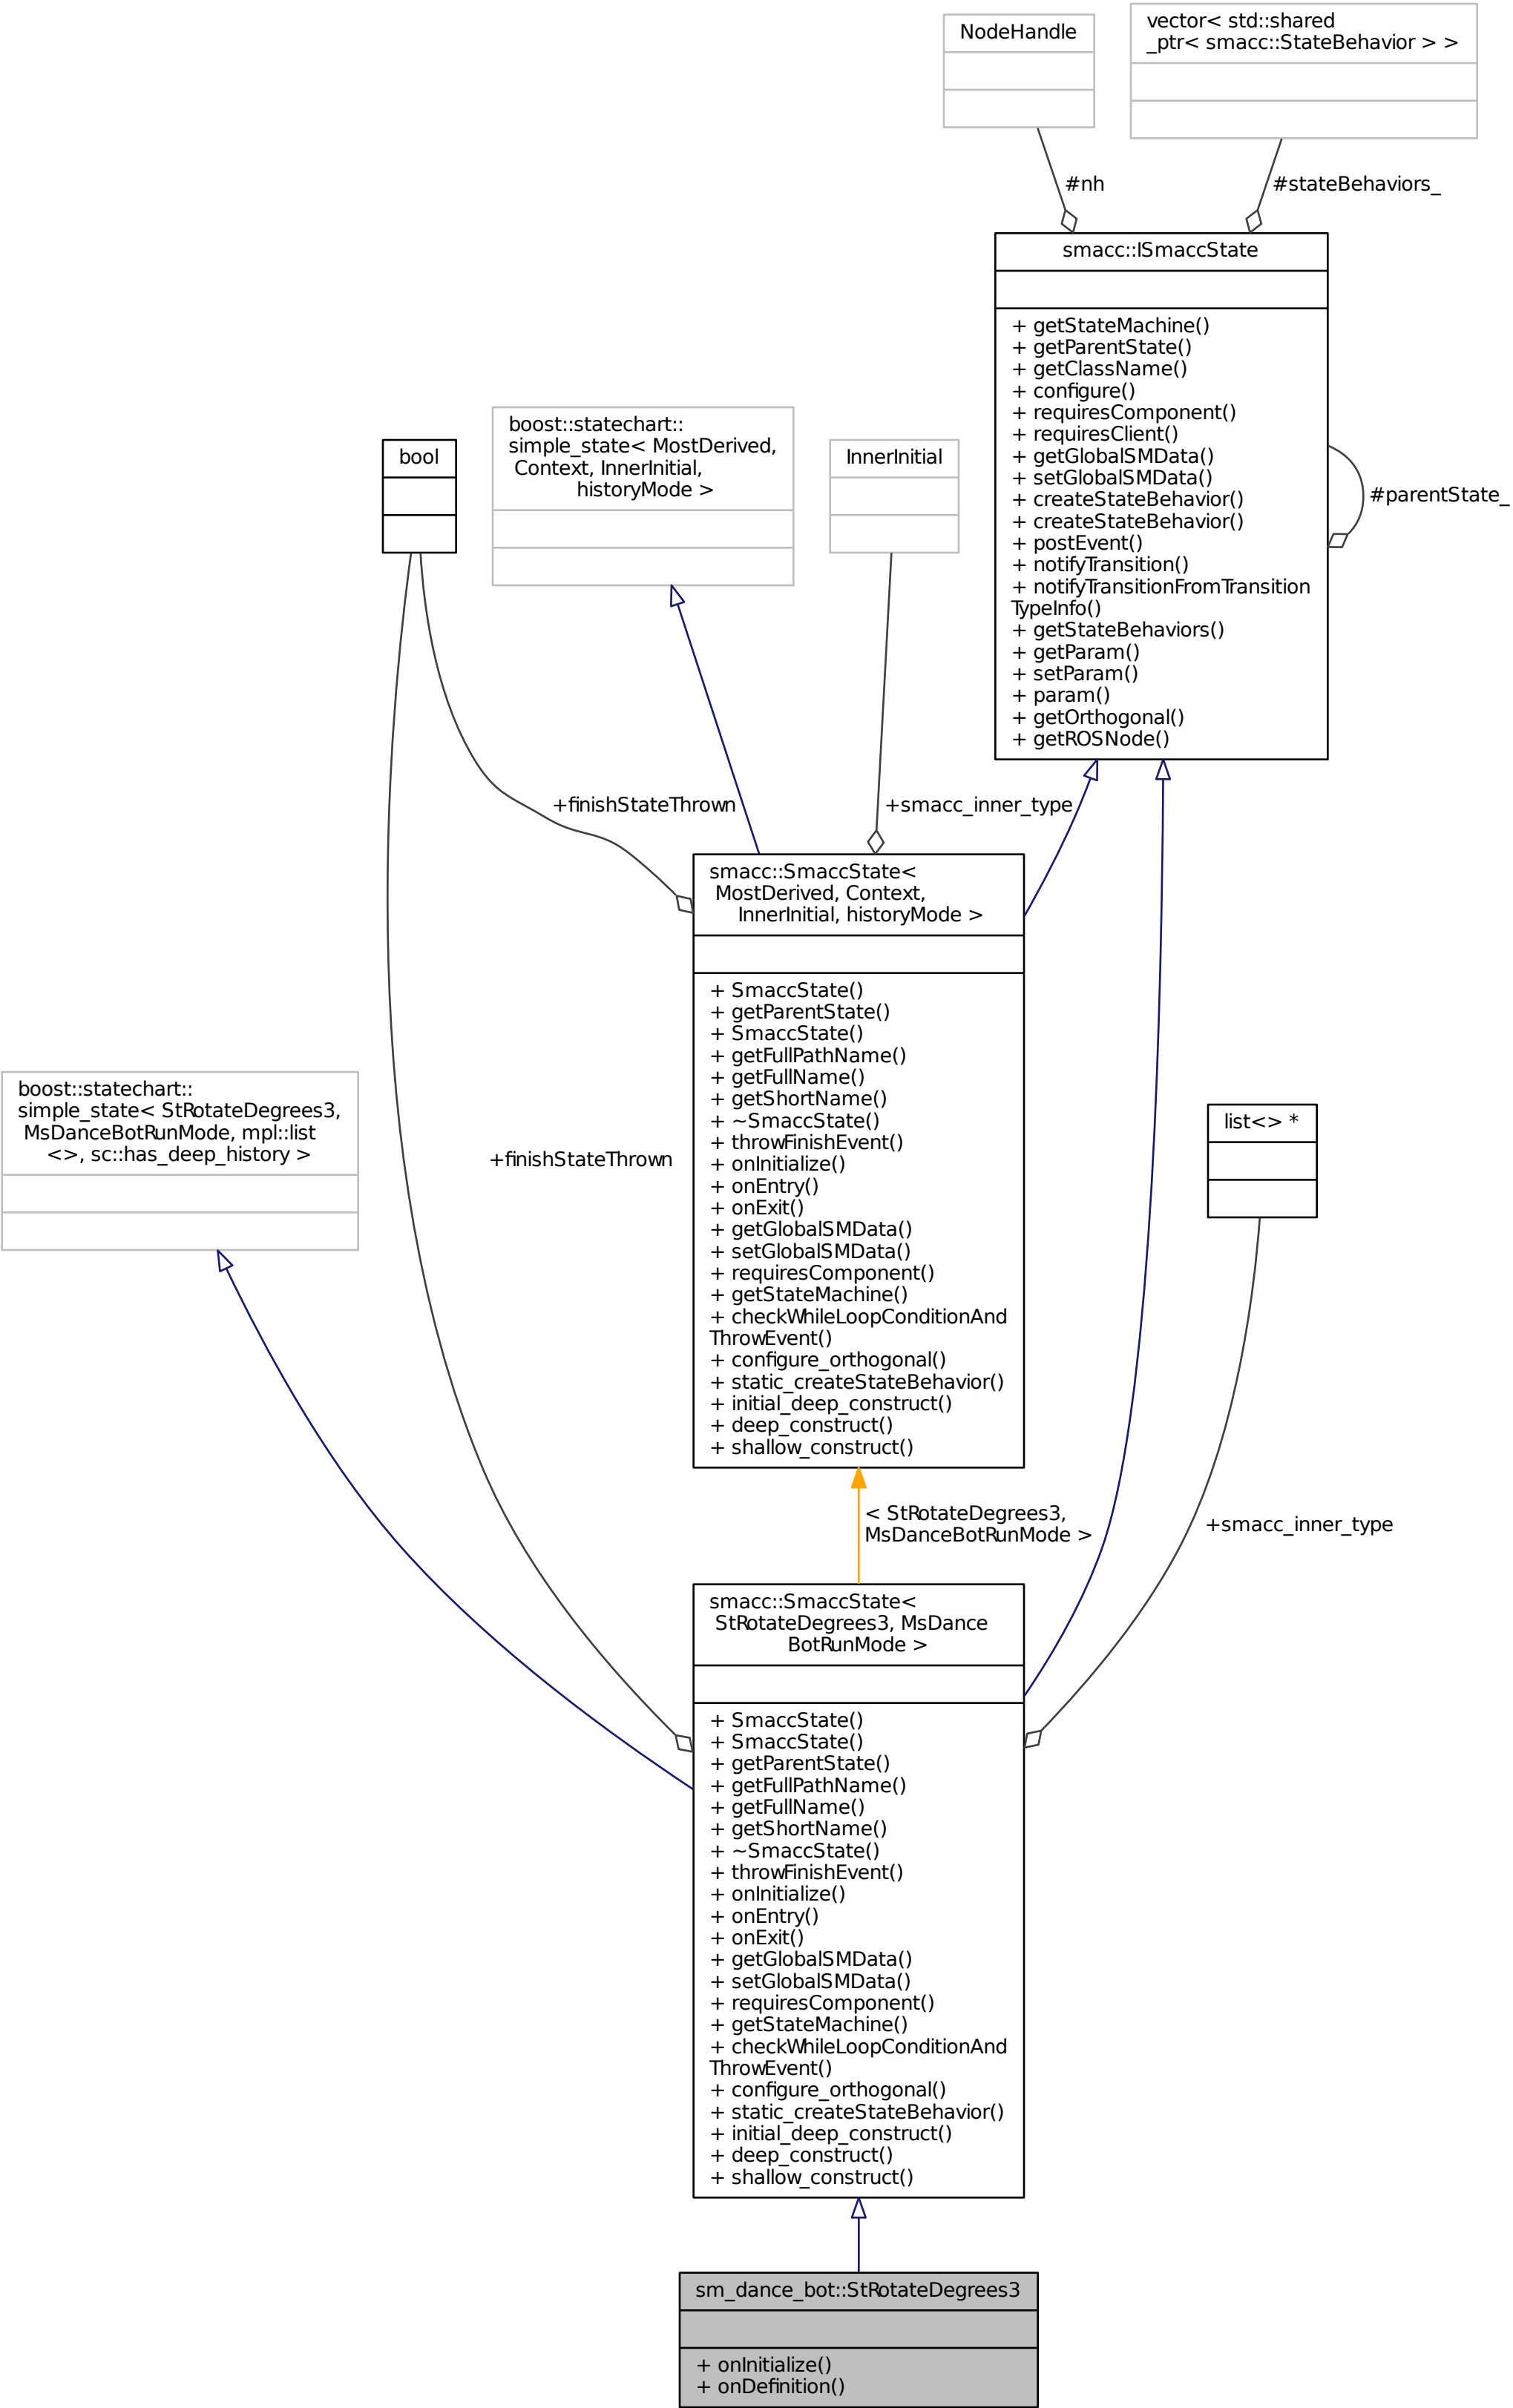 NodeHandle
vector< std::shared
_ptr< smacc::StateBehavior > >
#nh
#stateBehaviors_
smacc::ISmaccState
+ getStateMachine()
+ getParentState()
+ getClassName()
+ configure()
+ requiresComponent()
+ requiresClient()
+ getGlobalSMData()
+ setGlobalSMData()
+ createStateBehavior()
+ createStateBehavior()
+ postEvent()
+ notifyTransition()
+ notifyTransitionFromTransition
TypeInfo()
+ getStateBehaviors()
+ getParam()
+ setParam()
+ param()
+ getOrthogonal()
+ getROSNode()
#parentState_
bool
boost::statechart::
simple_state< MostDerived,
Context, InnerInitial,
historyMode >
InnerInitial
+finishStateThrown
+smacc_inner_type
smacc::SmaccState<
MostDerived, Context,
InnerInitial, historyMode >
+ SmaccState()
+ getParentState()
+ SmaccState()
+ getFullPathName()
+ getFullName()
+ getShortName()
+ ~SmaccState()
+ throwFinishEvent()
+ onInitialize()
+ onEntry()
+ onExit()
+ getGlobalSMData()
+ setGlobalSMData()
+ requiresComponent()
+ getStateMachine()
+ checkWhileLoopConditionAnd
ThrowEvent()
+ configure_orthogonal()
+ static_createStateBehavior()
+ initial_deep_construct()
+ deep_construct()
+ shallow_construct()
boost::statechart::
simple_state< StRotateDegrees3,
MsDanceBotRunMode, mpl::list
<>, sc::has_deep_history >
+finishStateThrown
list<> *
< StRotateDegrees3,
MsDanceBotRunMode >
+smacc_inner_type
smacc::SmaccState<
StRotateDegrees3, MsDance
BotRunMode >
+ SmaccState()
+ SmaccState()
+ getParentState()
+ getFullPathName()
+ getFullName()
+ getShortName()
+ ~SmaccState()
+ throwFinishEvent()
+ onInitialize()
+ onEntry()
+ onExit()
+ getGlobalSMData()
+ setGlobalSMData()
+ requiresComponent()
+ getStateMachine()
+ checkWhileLoopConditionAnd
ThrowEvent()
+ configure_orthogonal()
+ static_createStateBehavior()
+ initial_deep_construct()
+ deep_construct()
+ shallow_construct()
sm_dance_bot::StRotateDegrees3
+ onInitialize()
+ onDefinition()